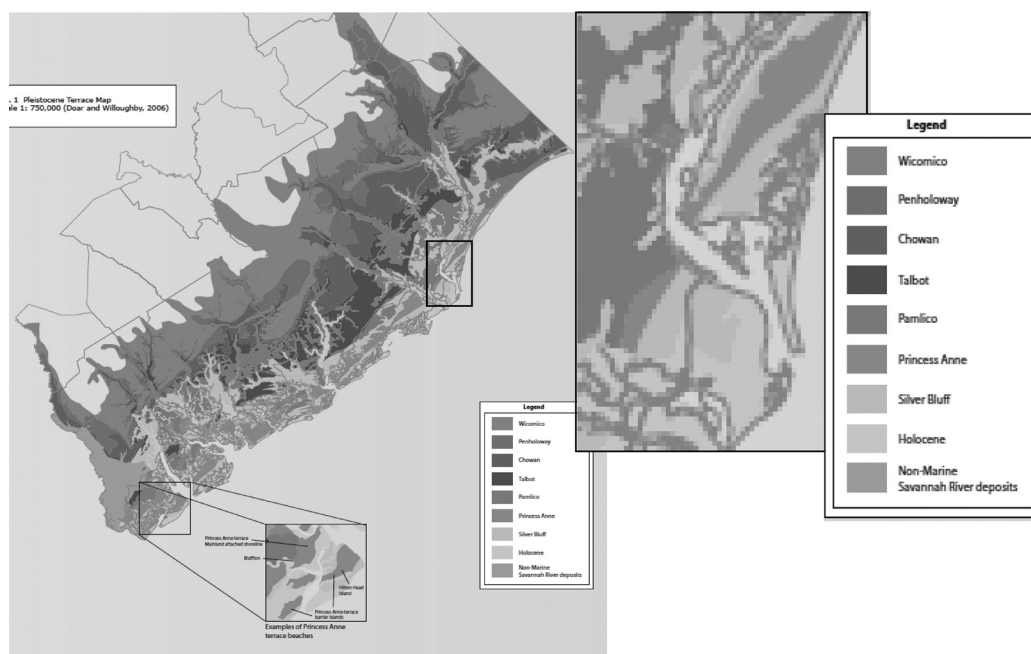 . 1 Pleistocene Terrace Map
le 1: 750,000 (Doar and Willoughby, 2006)
Legend
Wicomico
Penholoway
Chowan
Talbot
Pamlico
Princess Anne
Silver Bluff
Holocene
Non-Marine
Savannah River deposits
Legend
Wicomico
Penholoway
Chowan
Talbot
Pamlico
Princess Anne
Silver Bluff
Holocene
Non-Marine
Savannah River deposits
Princess Anne terrace
Mainland attached shoreline
Bluffton
Hilton Head
Island
Princess Anne terrace
barrier islands
Examples of Princess Anne
terrace beaches